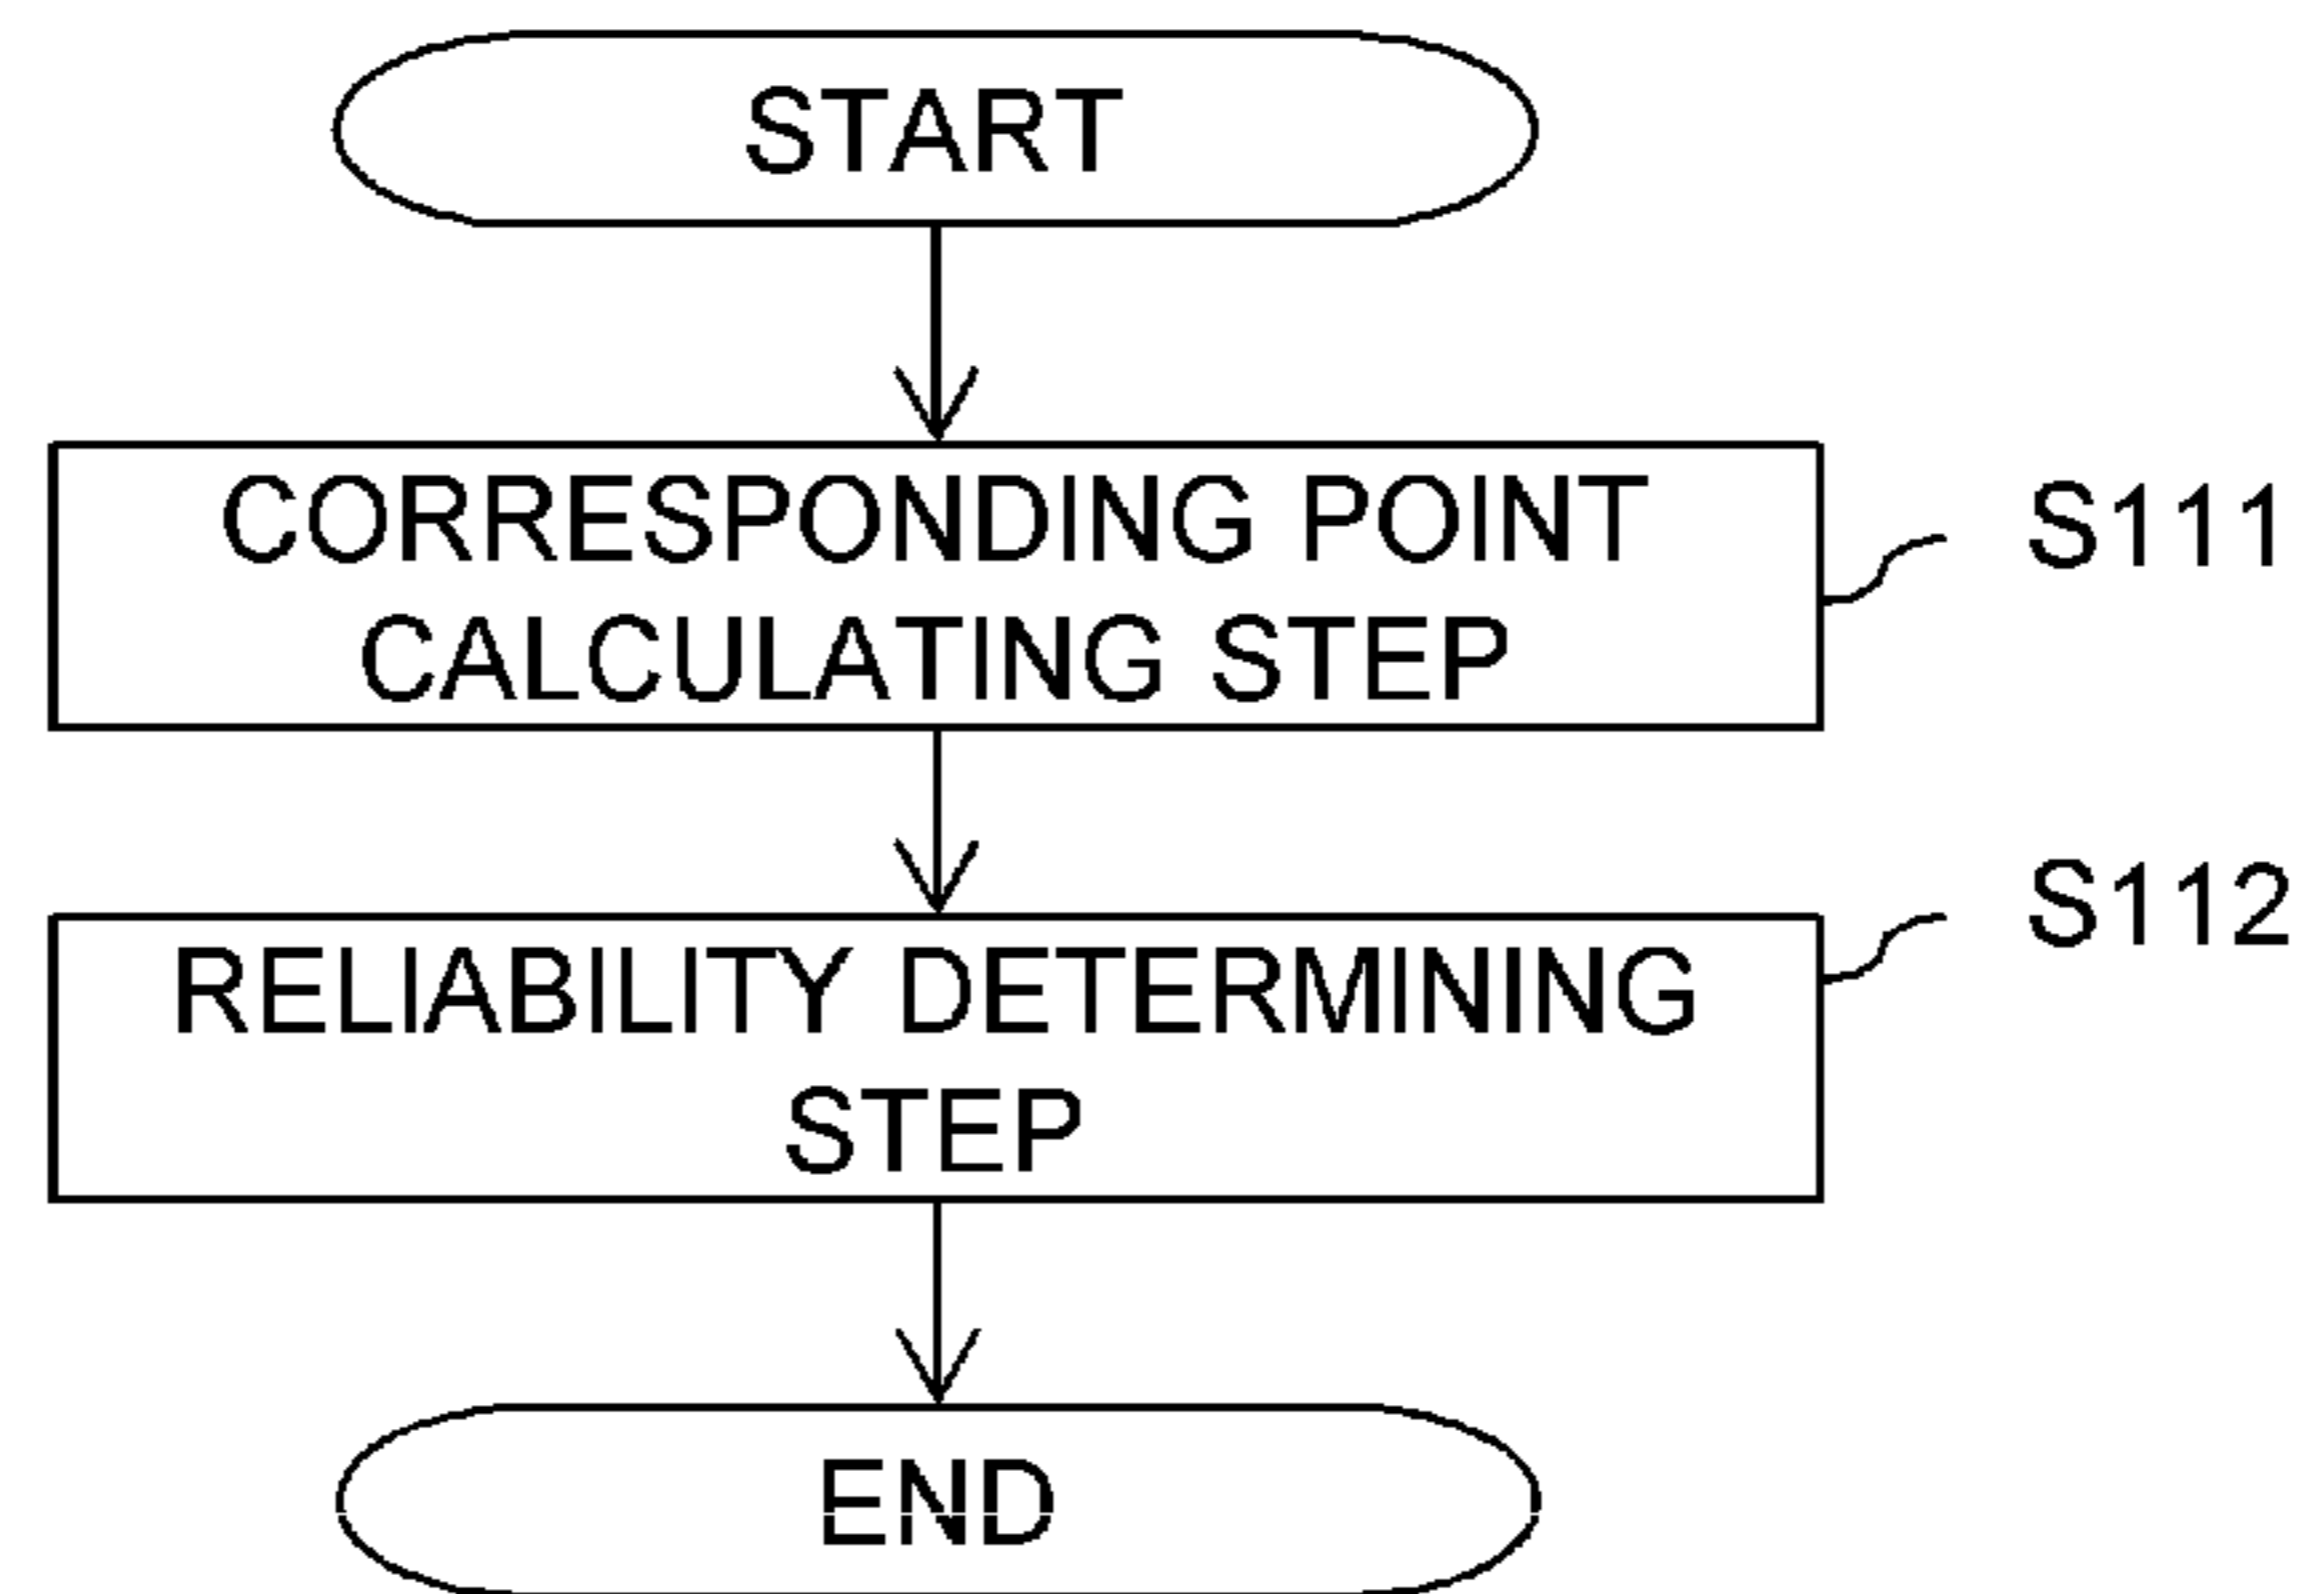 START
CORRESPONDING POINT
CALCULATING STEP
S111
RELIABILITY DETERMINING
STEP
S112
END